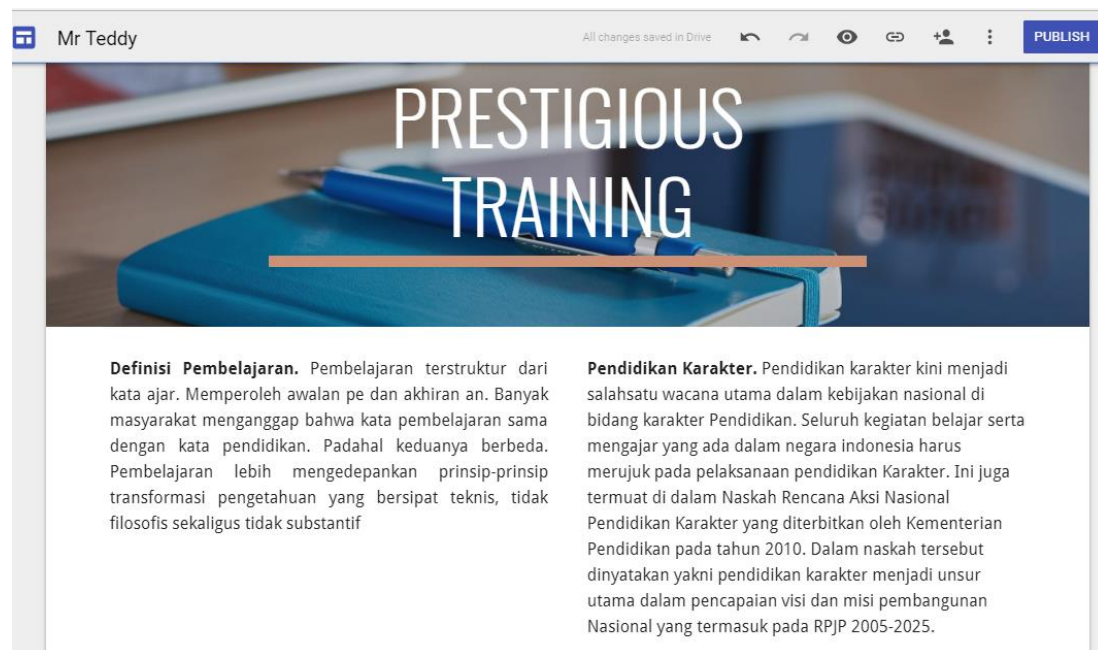 Mr Teddy
All changes saved in Drive
PUBLISH
PRESTIGIOUS
TRAINING
Definisi Pembelajaran. Pembelajaran terstruktur dari
kata ajar. Memperoleh awalan pe dan akhiran an. Banyak
masyarakat menganggap bahwa kata pembelajaran sama
dengan kata pendidikan. Padahal keduanya berbeda.
Pembelajaran lebih mengedepankan prinsip-prinsip
transformasi pengetahuan yang bersipat teknis, tidak
filosofis sekaligus tidak substantif
Pendidikan Karakter. Pendidikan karakter kini menjadi
salahsatu wacana utama dalam kebijakan nasional di
bidang karakter Pendidikan. Seluruh kegiatan belajar serta
mengajar yang ada dalam negara indonesia harus
merujuk pada pelaksanaan pendidikan Karakter. Ini juga
termuat di dalam Naskah Rencana Aksi Nasional
Pendidikan Karakter yang diterbitkan oleh Kementerian
Pendidikan pada tahun 2010. Dalam naskah tersebut
dinyatakan yakni pendidikan karakter menjadi unsur
utama dalam pencapaian visi dan misi pembangunan
Nasional yang termasuk pada RPJP 2005-2025.